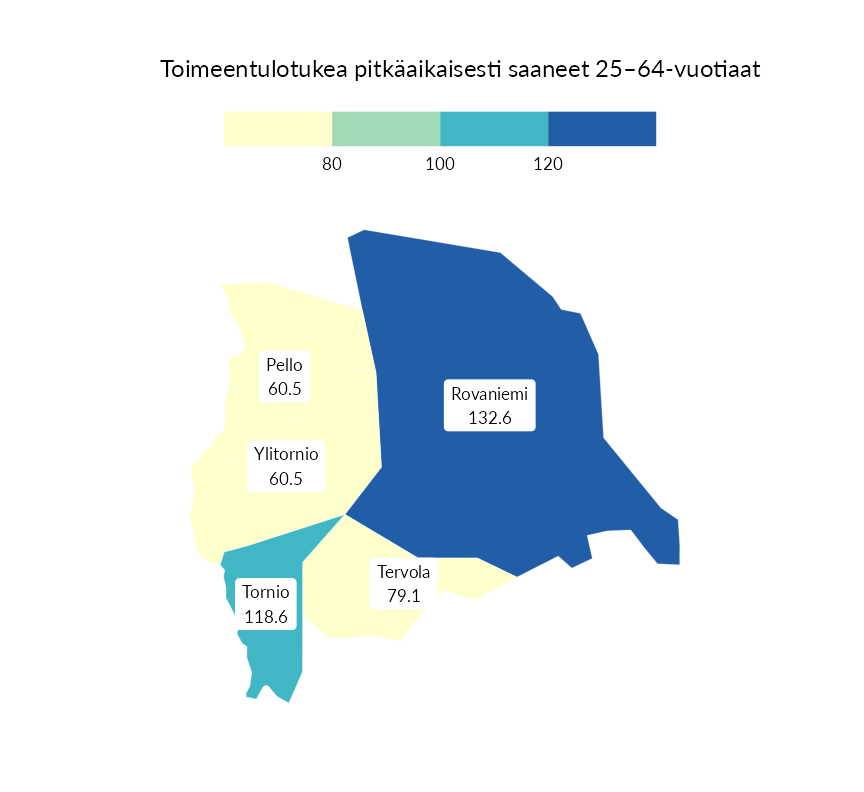 Toimeentulotukea pitkäaikaisesti saaneet 25–64-vuotiaat
80 100 120
Pello
60.5
Rovaniemi
132.6
Ylitornio
60.5
Tervola
79.1
Tornio
118.6